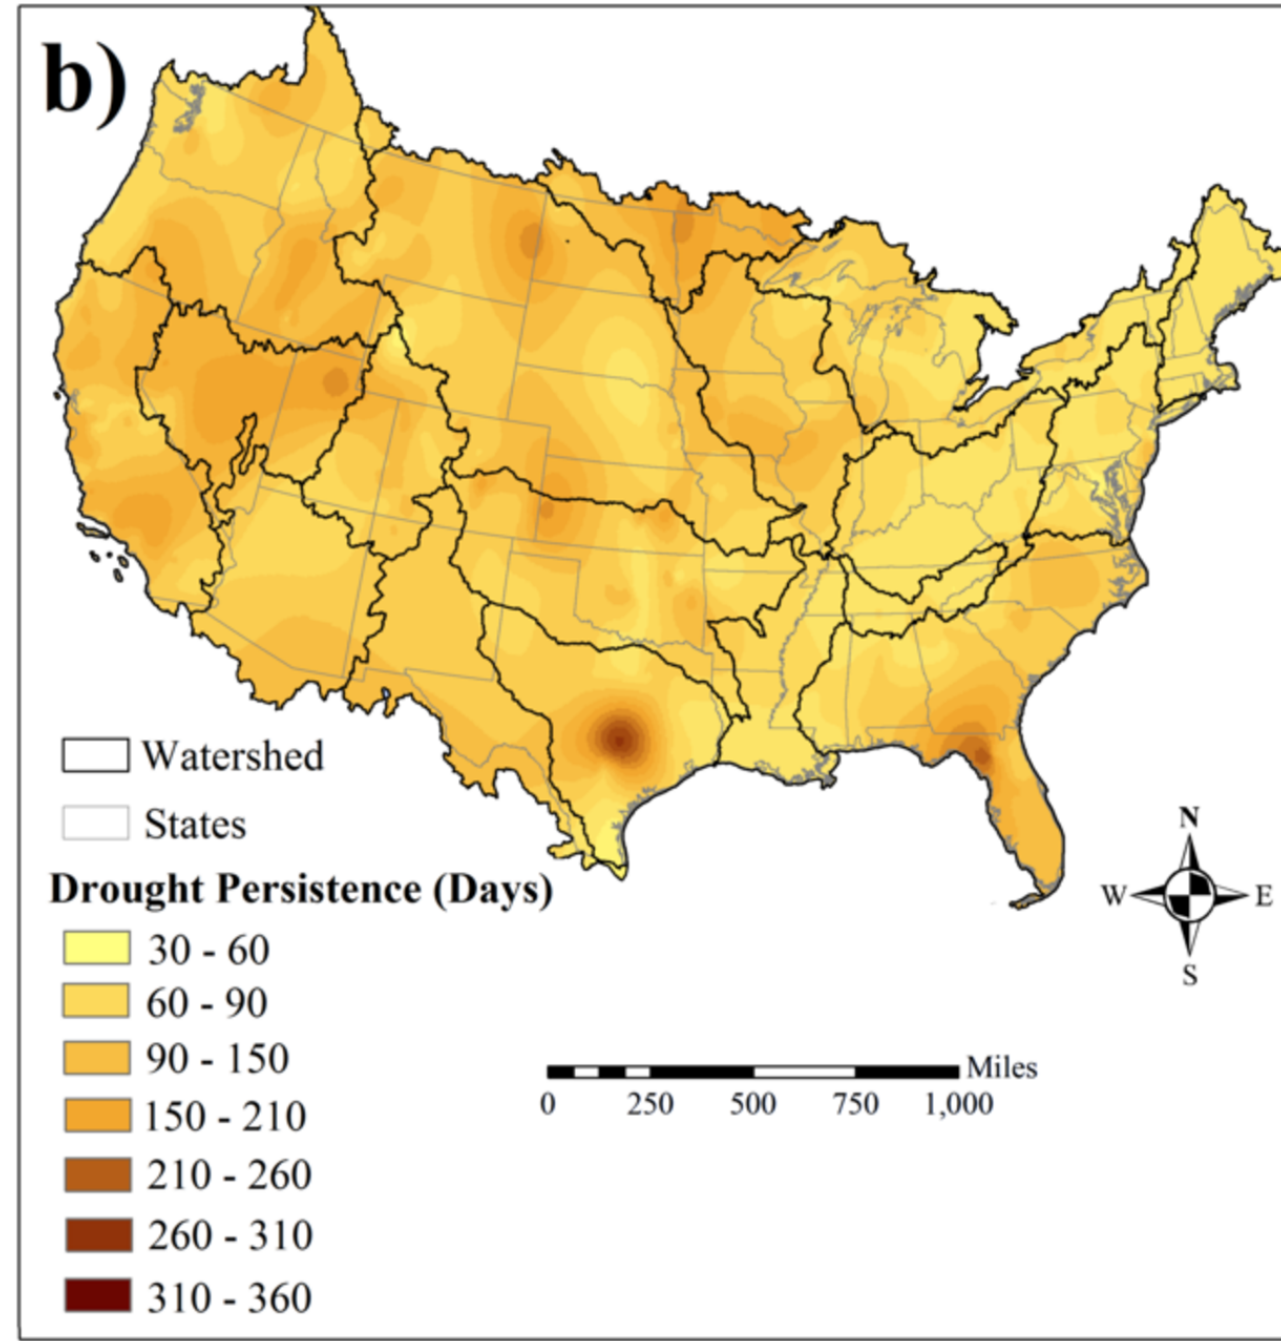 b)
Watershed
States
Drought Persistence (Days)
30 - 60
60 - 90
90 - 150
150 - 210
210 - 260
260 - 310
310 - 360
Miles
0 250 500 750 1,000
N
W E
S